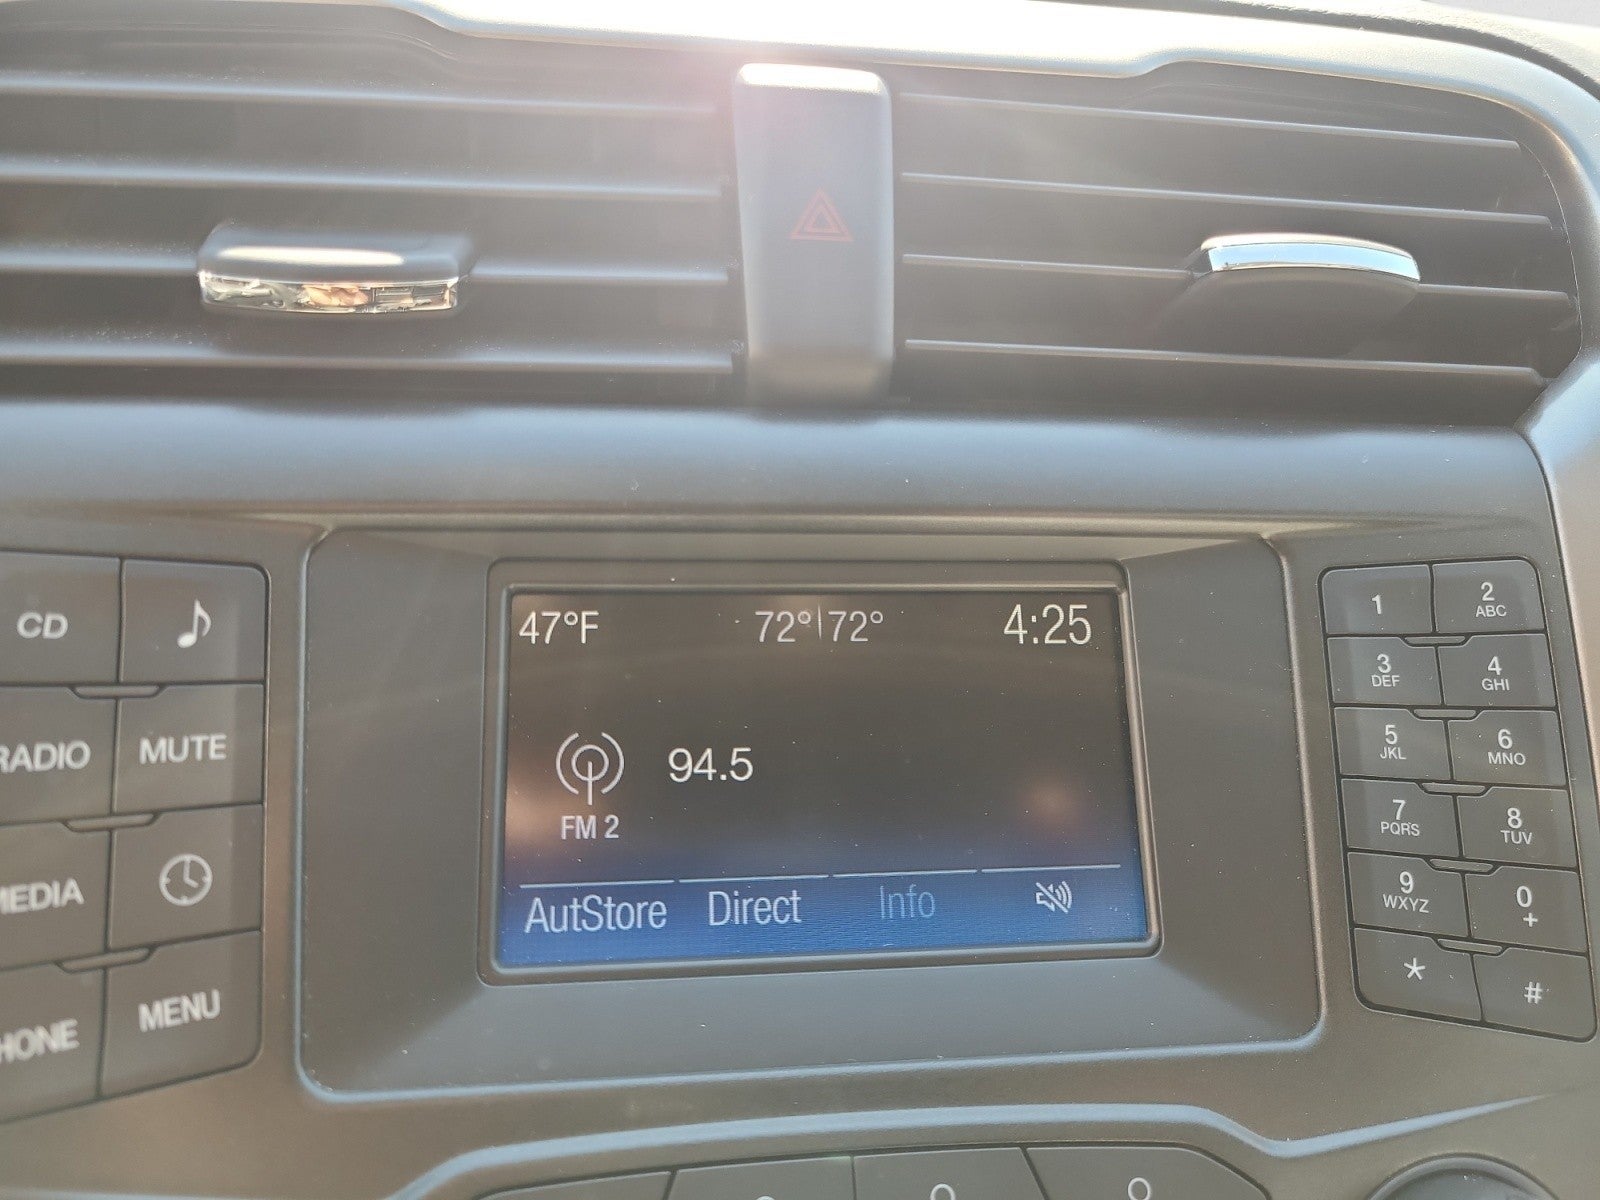 47°F 72°|72° 4:25
94.5
FM 2
AutStore Direct Info
CD
RADIO MUTE
MEDIA
PHONE MENU
1 2 ABC
3 DEF 4 GHI
5 JKL 6 MNO
7 PQRS 8 TUV
9 WXYZ 0 +
* #